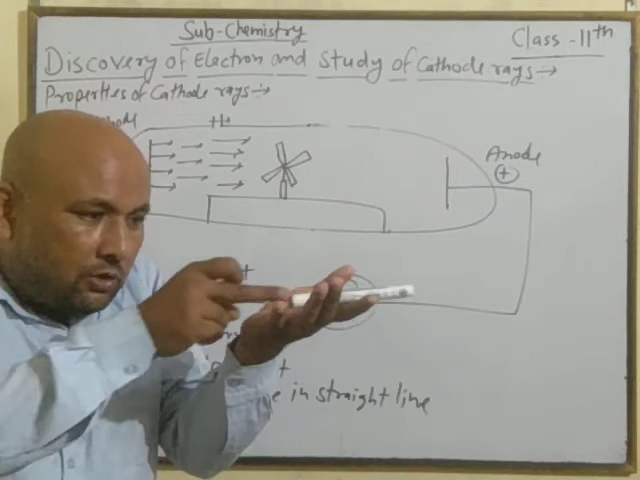 Sub-Chemistry
Class - 11th
Discovery of Electron and Study of Cathode rays →
Properties of Cathode rays →
Anode
+
in straight line